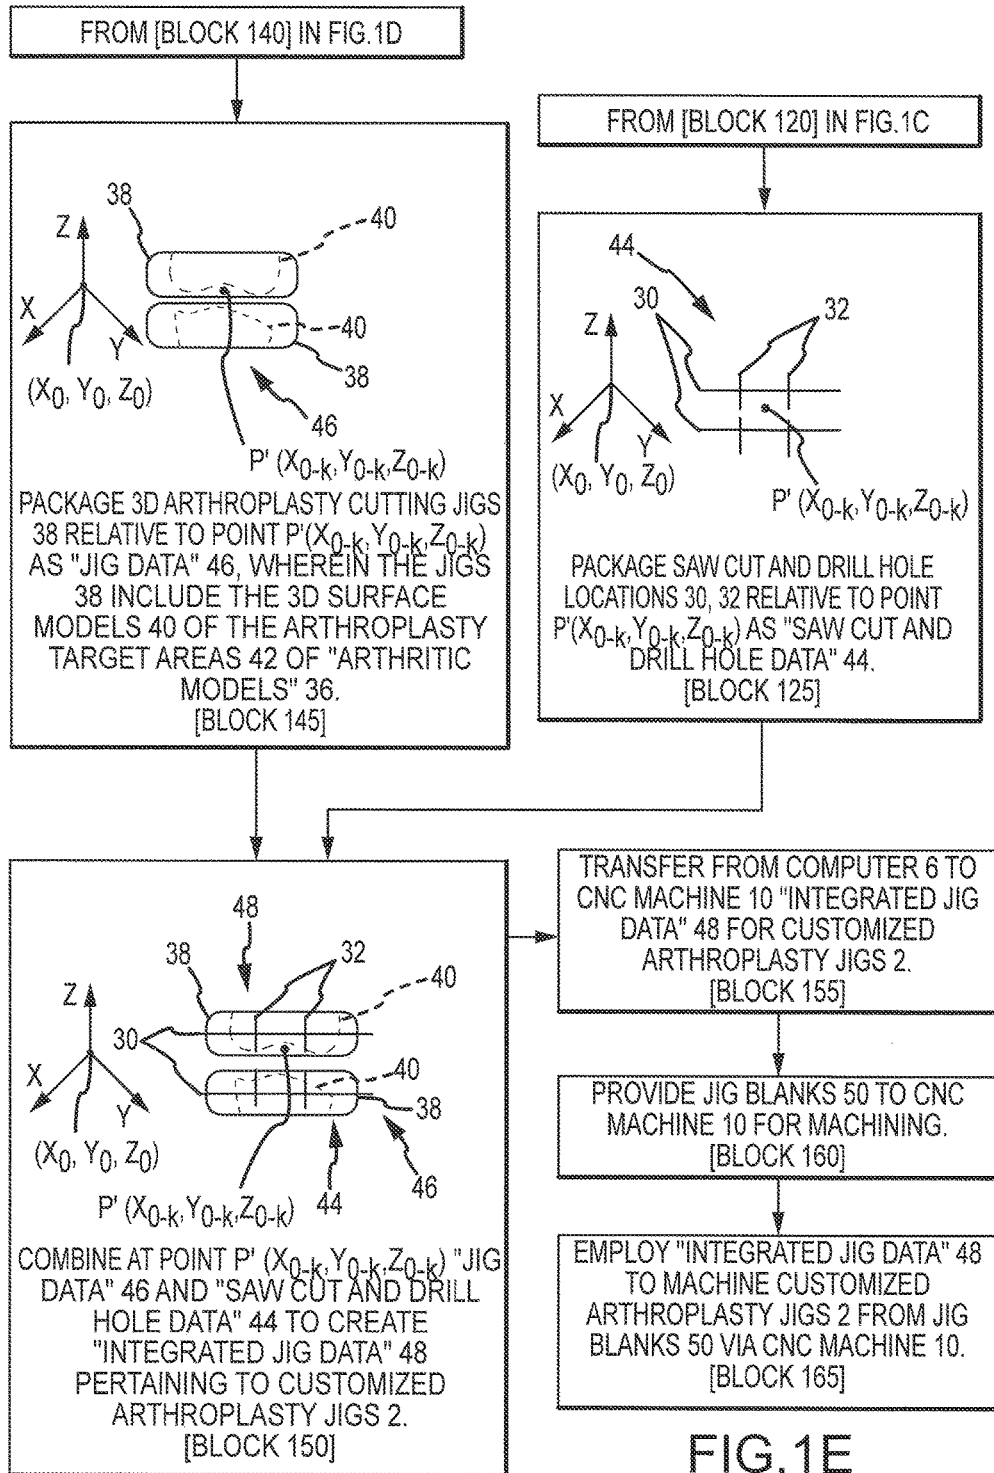 FROM [BLOCK 140] IN FIG.1D
38
40
Z
X
Y
40
38
(X0, Y0, Z0)
46
P' (X0-k,Y0-k,Z0-k)
PACKAGE 3D ARTHROPLASTY CUTTING JIGS
38 RELATIVE TO POINT P'(X0-k,Y0-k,Z0-k)
AS "JIG DATA" 46, WHEREIN THE JIGS
38 INCLUDE THE 3D SURFACE
MODELS 40 OF THE ARTHROPLASTY
TARGET AREAS 42 OF "ARTHRITIC
MODELS" 36.
[BLOCK 145]
FROM [BLOCK 120] IN FIG.1C
44
30
32
Z
X
Y
(X0, Y0, Z0)
P' (X0-k,Y0-k,Z0-k)
PACKAGE SAW CUT AND DRILL HOLE
LOCATIONS 30, 32 RELATIVE TO POINT
P'(X0-k,Y0-k,Z0-k) AS "SAW CUT AND
DRILL HOLE DATA" 44.
[BLOCK 125]
48
38
32
40
Z
30
X
Y
40
38
(X0, Y0, Z0)
P' (X0-k,Y0-k,Z0-k)
44
46
COMBINE AT POINT P' (X0-k,Y0-k,Z0-k) "JIG
DATA" 46 AND "SAW CUT AND DRILL
HOLE DATA" 44 TO CREATE
"INTEGRATED JIG DATA" 48
PERTAINING TO CUSTOMIZED
ARTHROPLASTY JIGS 2.
[BLOCK 150]
TRANSFER FROM COMPUTER 6 TO
CNC MACHINE 10 "INTEGRATED JIG
DATA" 48 FOR CUSTOMIZED
ARTHROPLASTY JIGS 2.
[BLOCK 155]
PROVIDE JIG BLANKS 50 TO CNC
MACHINE 10 FOR MACHINING.
[BLOCK 160]
EMPLOY "INTEGRATED JIG DATA" 48
TO MACHINE CUSTOMIZED
ARTHROPLASTY JIGS 2 FROM JIG
BLANKS 50 VIA CNC MACHINE 10.
[BLOCK 165]
FIG.1E